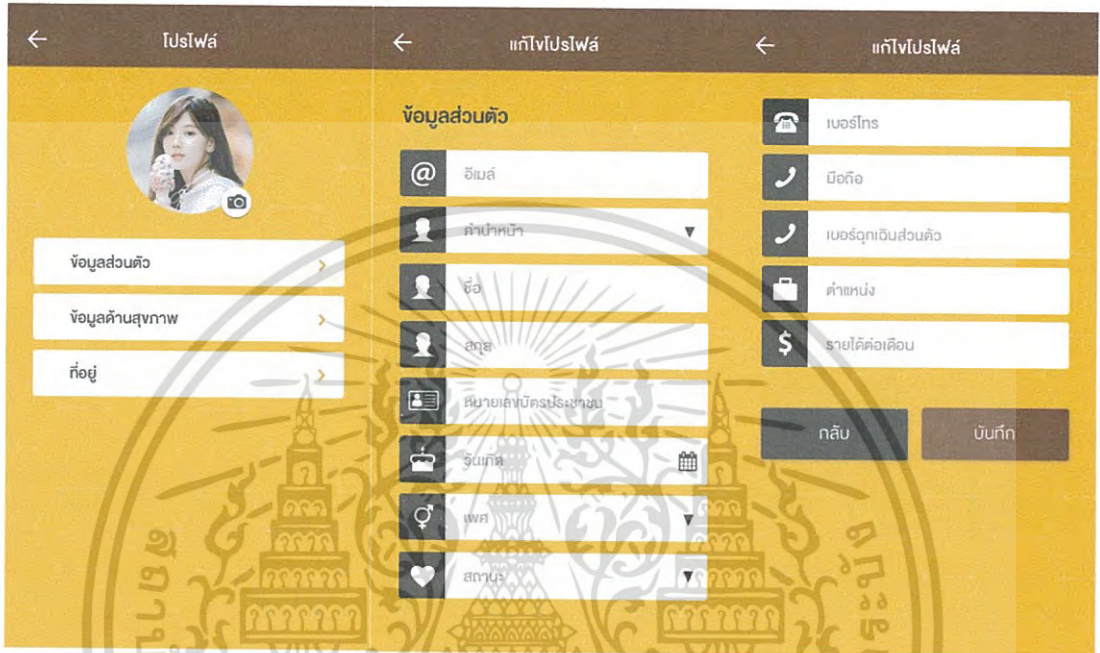 โปรไฟล์
ข้อมูลส่วนตัว
ข้อมูลด้านสุขภาพ
ที่อยู่
แก้ไขโปรไฟล์
ข้อมูลส่วนตัว
@ อีเมล์
คำนำหน้า
ชื่อ
สกุล
หมายเลขบัตรประชาชน
วันเกิด
เพศ
สถานะ
แก้ไขโปรไฟล์
เบอร์โทร
มือถือ
เบอร์ฉุกเฉินส่วนตัว
ตำแหน่ง
$ รายได้ต่อเดือน
กลับ
บันทึก